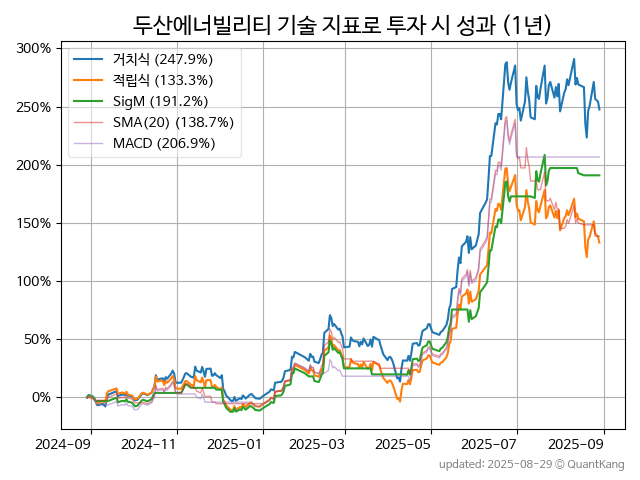 두산에너빌리티 기술 지표로 투자 시 성과 (1년)
300%
250%
200%
150%
100%
50%
0%
거치식 (247.9%)
적립식 (133.3%)
SigM (191.2%)
SMA(20) (138.7%)
MACD (206.9%)
2024-09
2024-11
2025-01
2025-03
2025-05
2025-07
2025-09
updated: 2025-08-29 © QuantKang